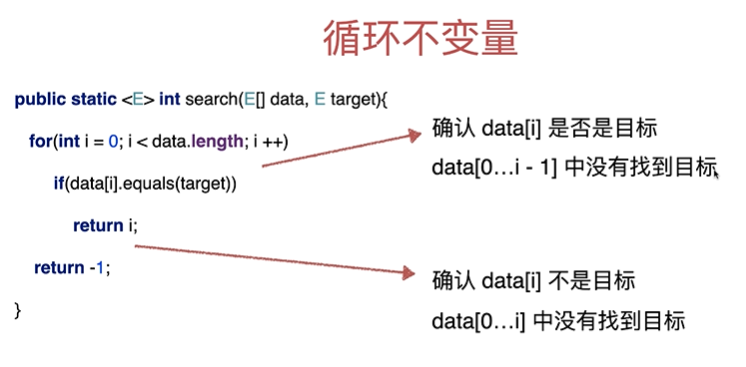 循环不变量
public static <E> int search(E[] data, E target){
for(int i = 0; i < data.length; i ++)
if(data[i].equals(target))
return i;
return -1;
}
确认 data[i] 是否是目标
data[0…i - 1] 中没有找到目标
确认 data[i] 不是目标
data[0…i] 中没有找到目标